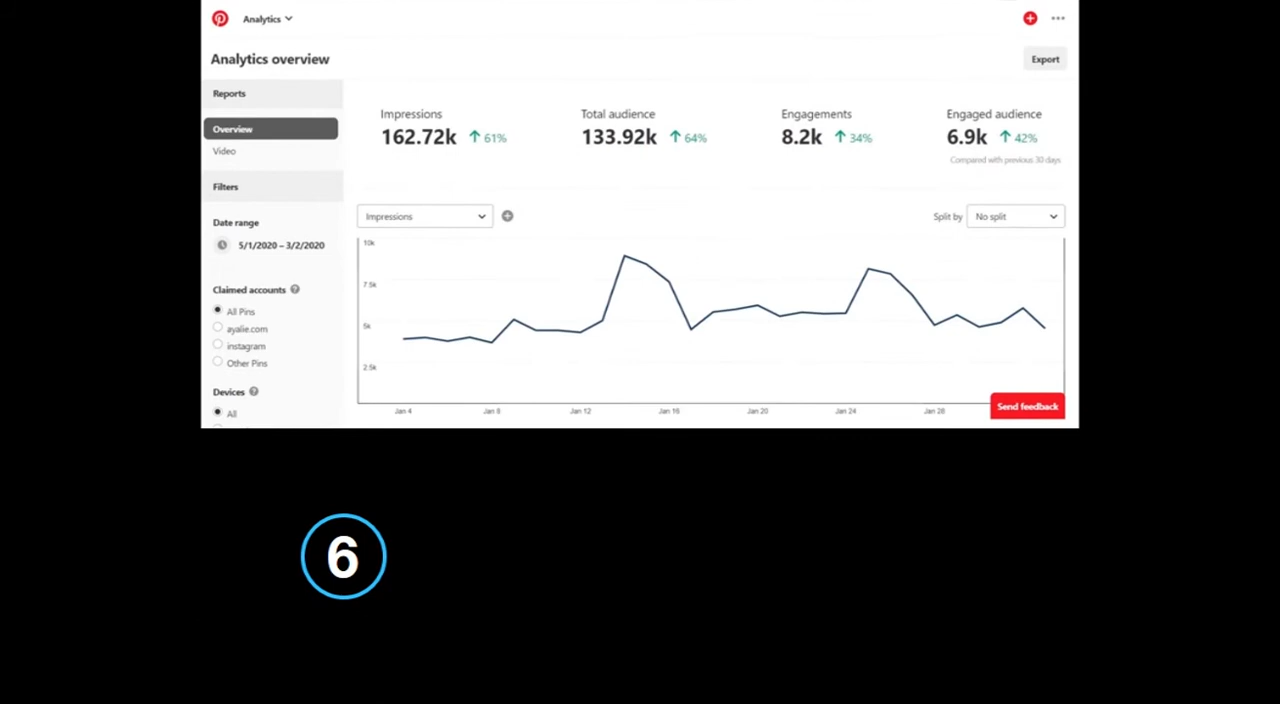 Analytics
Analytics overview
Export
Reports
Overview
Video
Filters
Date range
5/1/2020 – 3/2/2020
Claimed accounts
All Pins
ayalie.com
instagram
Other Pins
Devices
All
Impressions
162.72k 61%
Total audience
133.92k 64%
Engagements
8.2k 34%
Engaged audience
6.9k 42%
Compared with previous 30 days
Impressions
Split by No split
10k
7.5k
5k
2.5k
Jan 4 Jan 8 Jan 12 Jan 16 Jan 20 Jan 24 Jan 28
Send feedback
6